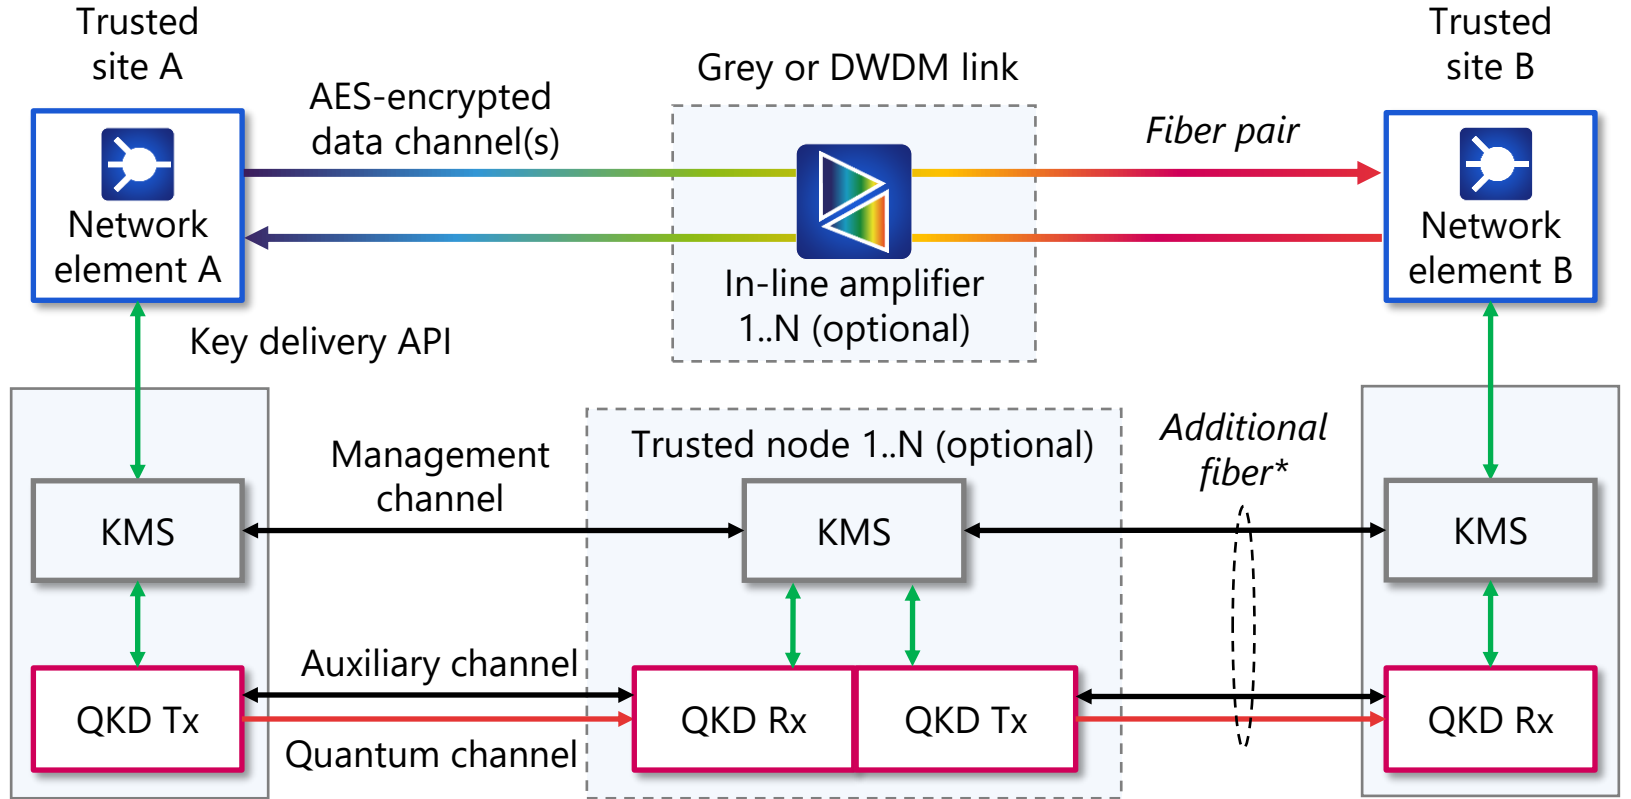 Trusted
site A
Trusted
site B
Grey or DWDM link
AES-encrypted
data channel(s)
Fiber pair
Network
element A
In-line amplifier
1..N (optional)
Network
element B
Key delivery API
Management
channel
Trusted node 1..N (optional)
Additional
fiber*
KMS
KMS
KMS
Auxiliary channel
QKD Tx
QKD Rx
QKD Tx
QKD Rx
Quantum channel